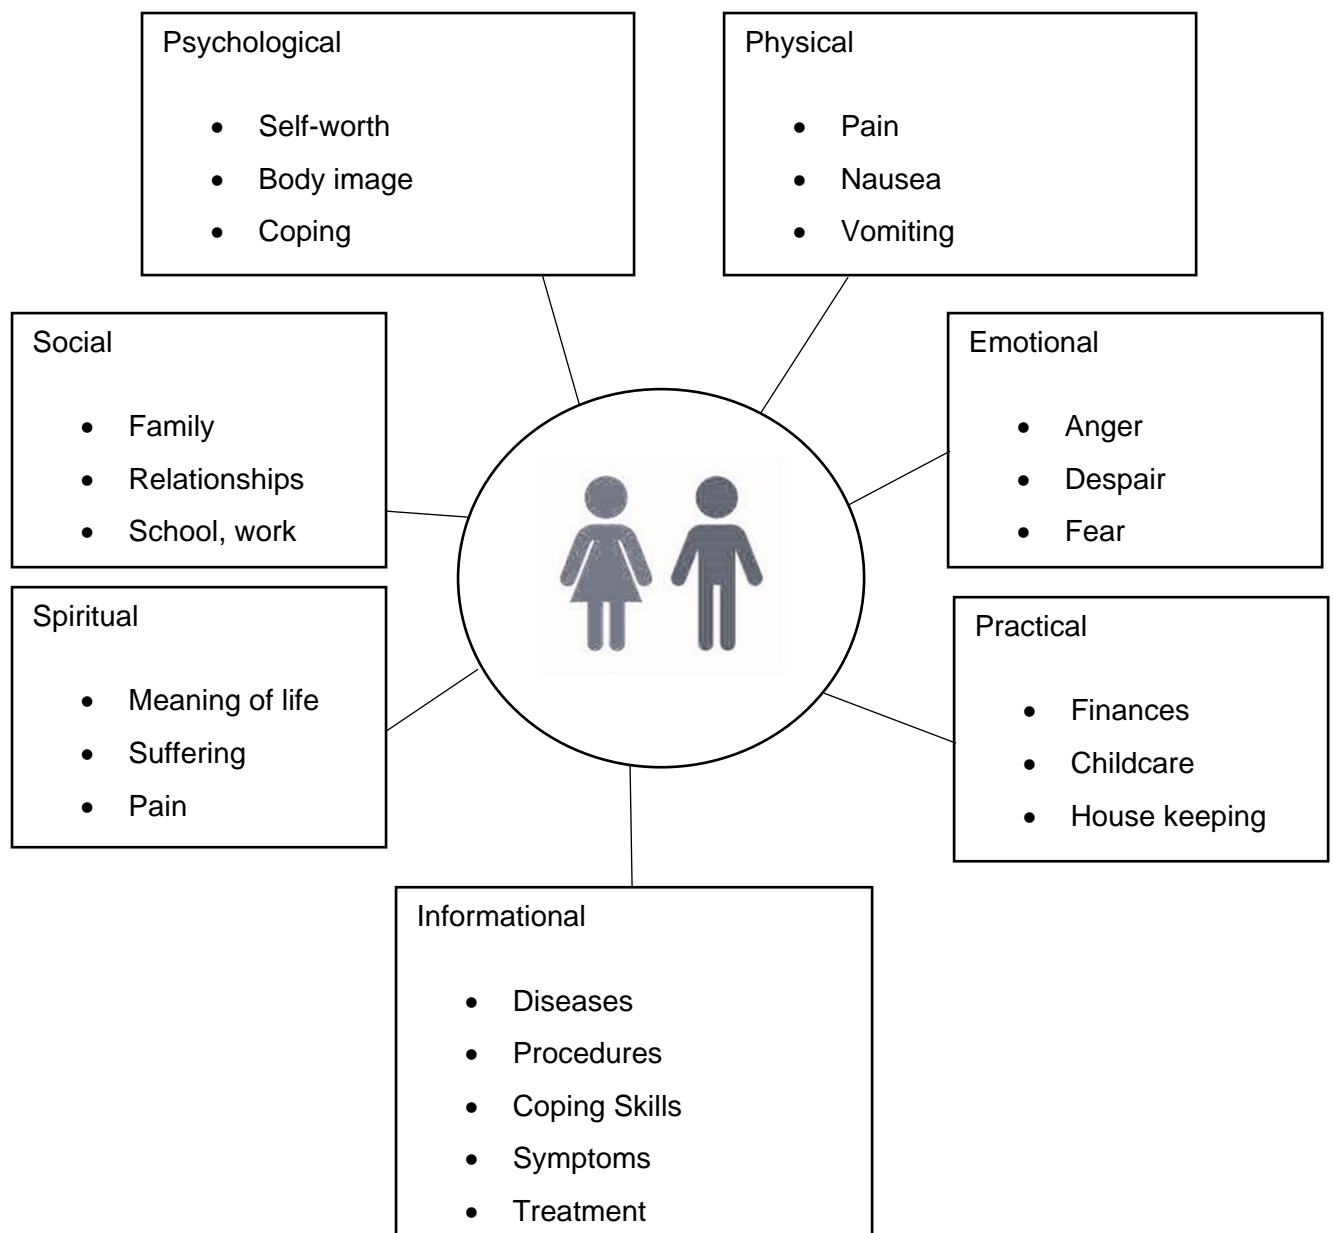 Psychological
• Self-worth
• Body image
• Coping
Physical
• Pain
• Nausea
• Vomiting
Social
• Family
• Relationships
• School, work
Emotional
• Anger
• Despair
• Fear
Spiritual
• Meaning of life
• Suffering
• Pain
Practical
• Finances
• Childcare
• House keeping
Informational
• Diseases
• Procedures
• Coping Skills
• Symptoms
• Treatment